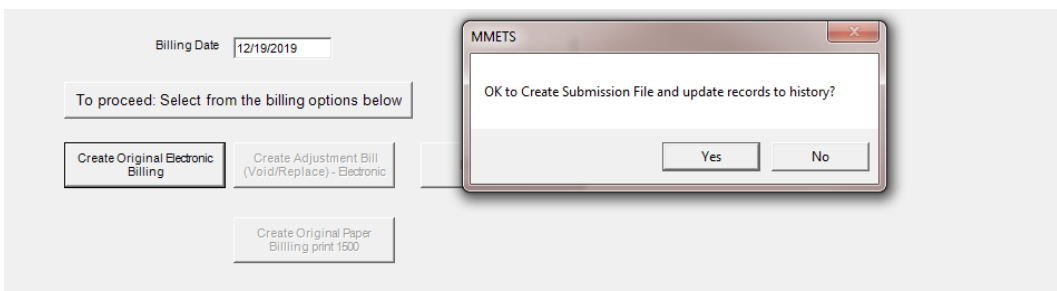 Billing Date 12/19/2019
To proceed: Select from the billing options below
Create Original Electronic
Billing
Create Adjustment Bill
(Void/Replace) - Electronic
Create Original Paper
Billling print 1500
MMETS
OK to Create Submission File and update records to history?
Yes No